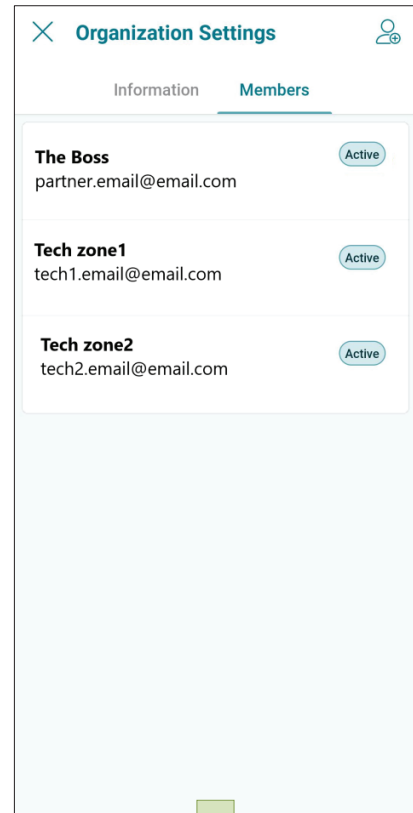 Organization Settings
Information
Members
The Boss
Active
partner.email@email.com
Tech zone1
Active
tech1.email@email.com
Tech zone2
Active
tech2.email@email.com